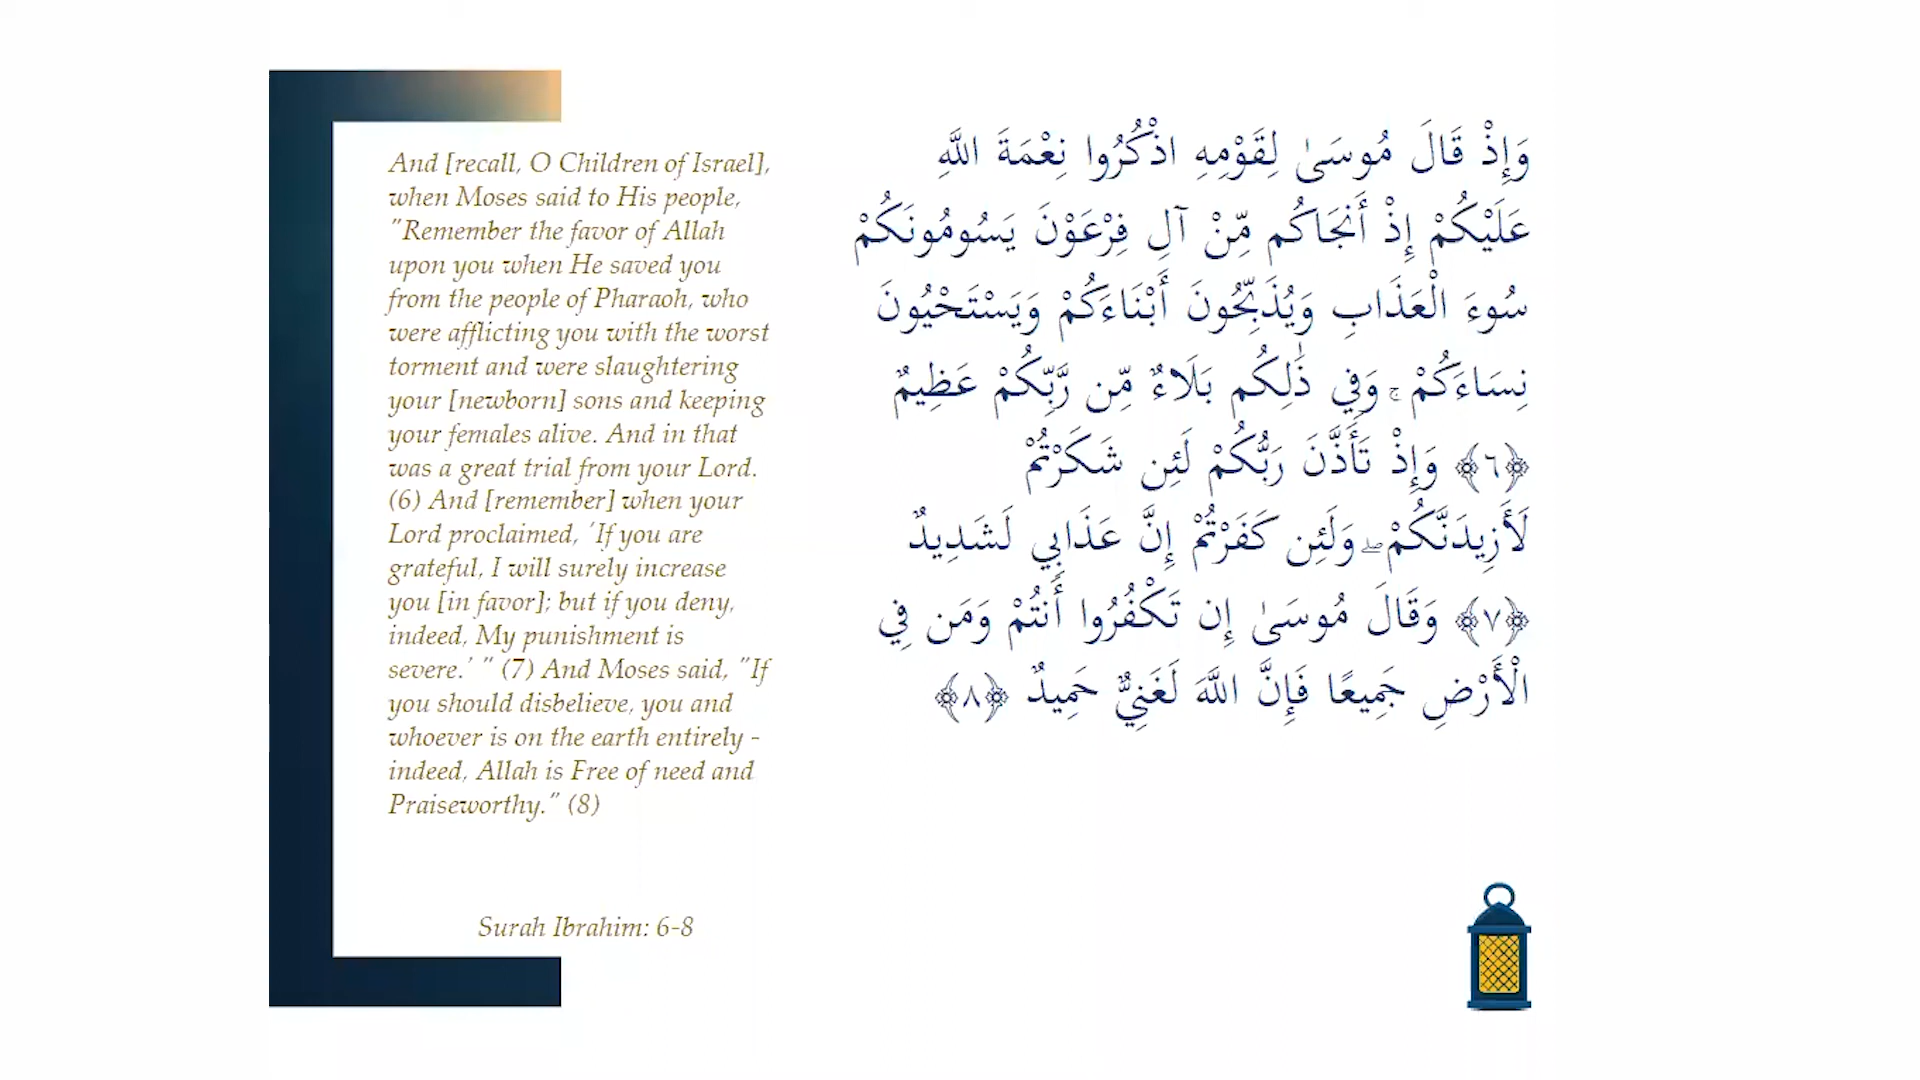 And [recall, O Children of Israel],
when Moses said to His people,
"Remember the favor of Allah
upon you when He saved you
from the people of Pharaoh, who
were afflicting you with the worst
torment and were slaughtering
your [newborn] sons and keeping
your females alive. And in that
was a great trial from your Lord.
(6) And [remember] when your
Lord proclaimed, 'If you are
grateful, I will surely increase
you [in favor]; but if you deny,
indeed, My punishment is
severe.' " (7) And Moses said, "If
you should disbelieve, you and
whoever is on the earth entirely -
indeed, Allah is Free of need and
Praiseworthy." (8)
Surah Ibrahim: 6-8
وَإِذْ قَالَ مُوسَىٰ لِقَوْمِهِ اذْكُرُوا نِعْمَةَ اللَّهِ
عَلَيْكُمْ إِذْ أَنجَاكُم مِّنْ آلِ فِرْعَوْنَ يَسُومُونَكُمْ
سُوءَ الْعَذَابِ وَيُذَبِّحُونَ أَبْنَاءَكُمْ وَيَسْتَحْيُونَ
نِسَاءَكُمْ ۚ وَفِي ذَٰلِكُم بَلَاءٌ مِّن رَّبِّكُمْ عَظِيمٌ
﴿٦﴾ وَإِذْ تَأَذَّنَ رَبُّكُمْ لَئِن شَكَرْتُمْ
لَأَزِيدَنَّكُمْ ۖ وَلَئِن كَفَرْتُمْ إِنَّ عَذَابِي لَشَدِيدٌ
﴿٧﴾ وَقَالَ مُوسَىٰ إِن تَكْفُرُوا أَنتُمْ وَمَن فِي
الْأَرْضِ جَمِيعًا فَإِنَّ اللَّهَ لَغَنِيٌّ حَمِيدٌ ﴿٨﴾